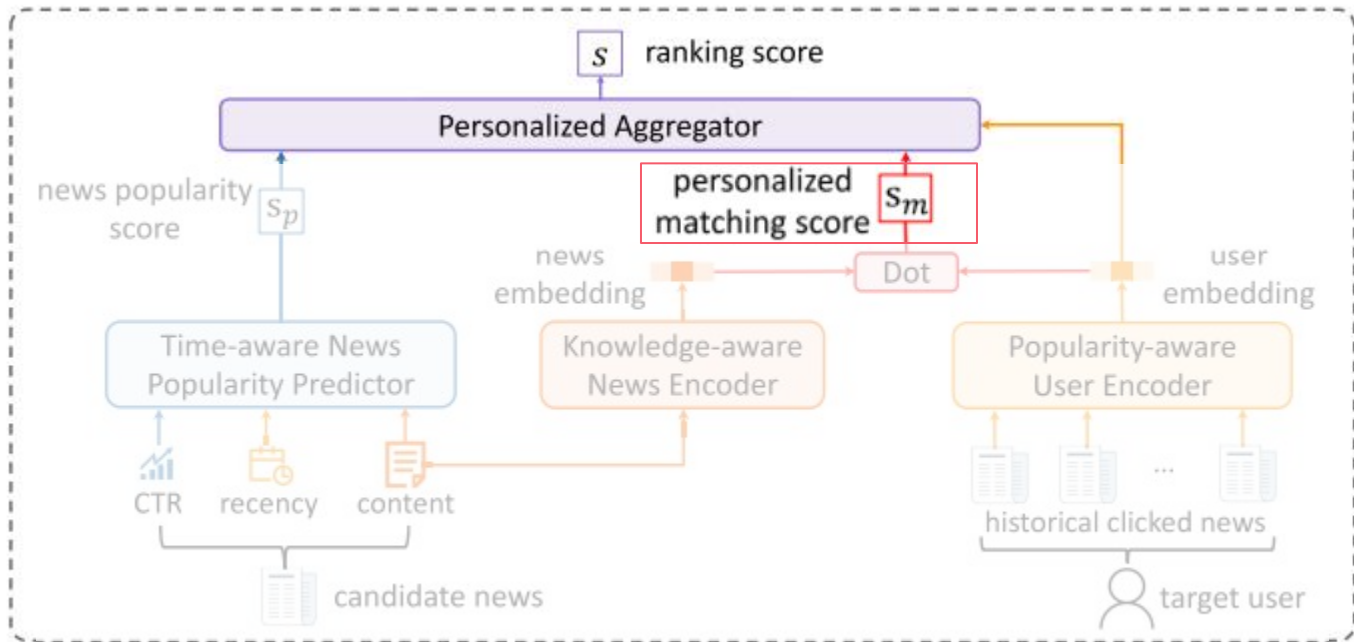 s ranking score
Personalized Aggregator
news popularity
score
s_p
personalized
matching score
s_m
news
embedding
Dot
user
embedding
Time-aware News
Popularity Predictor
Knowledge-aware
News Encoder
Popularity-aware
User Encoder
CTR recency content
...
historical clicked news
candidate news
target user